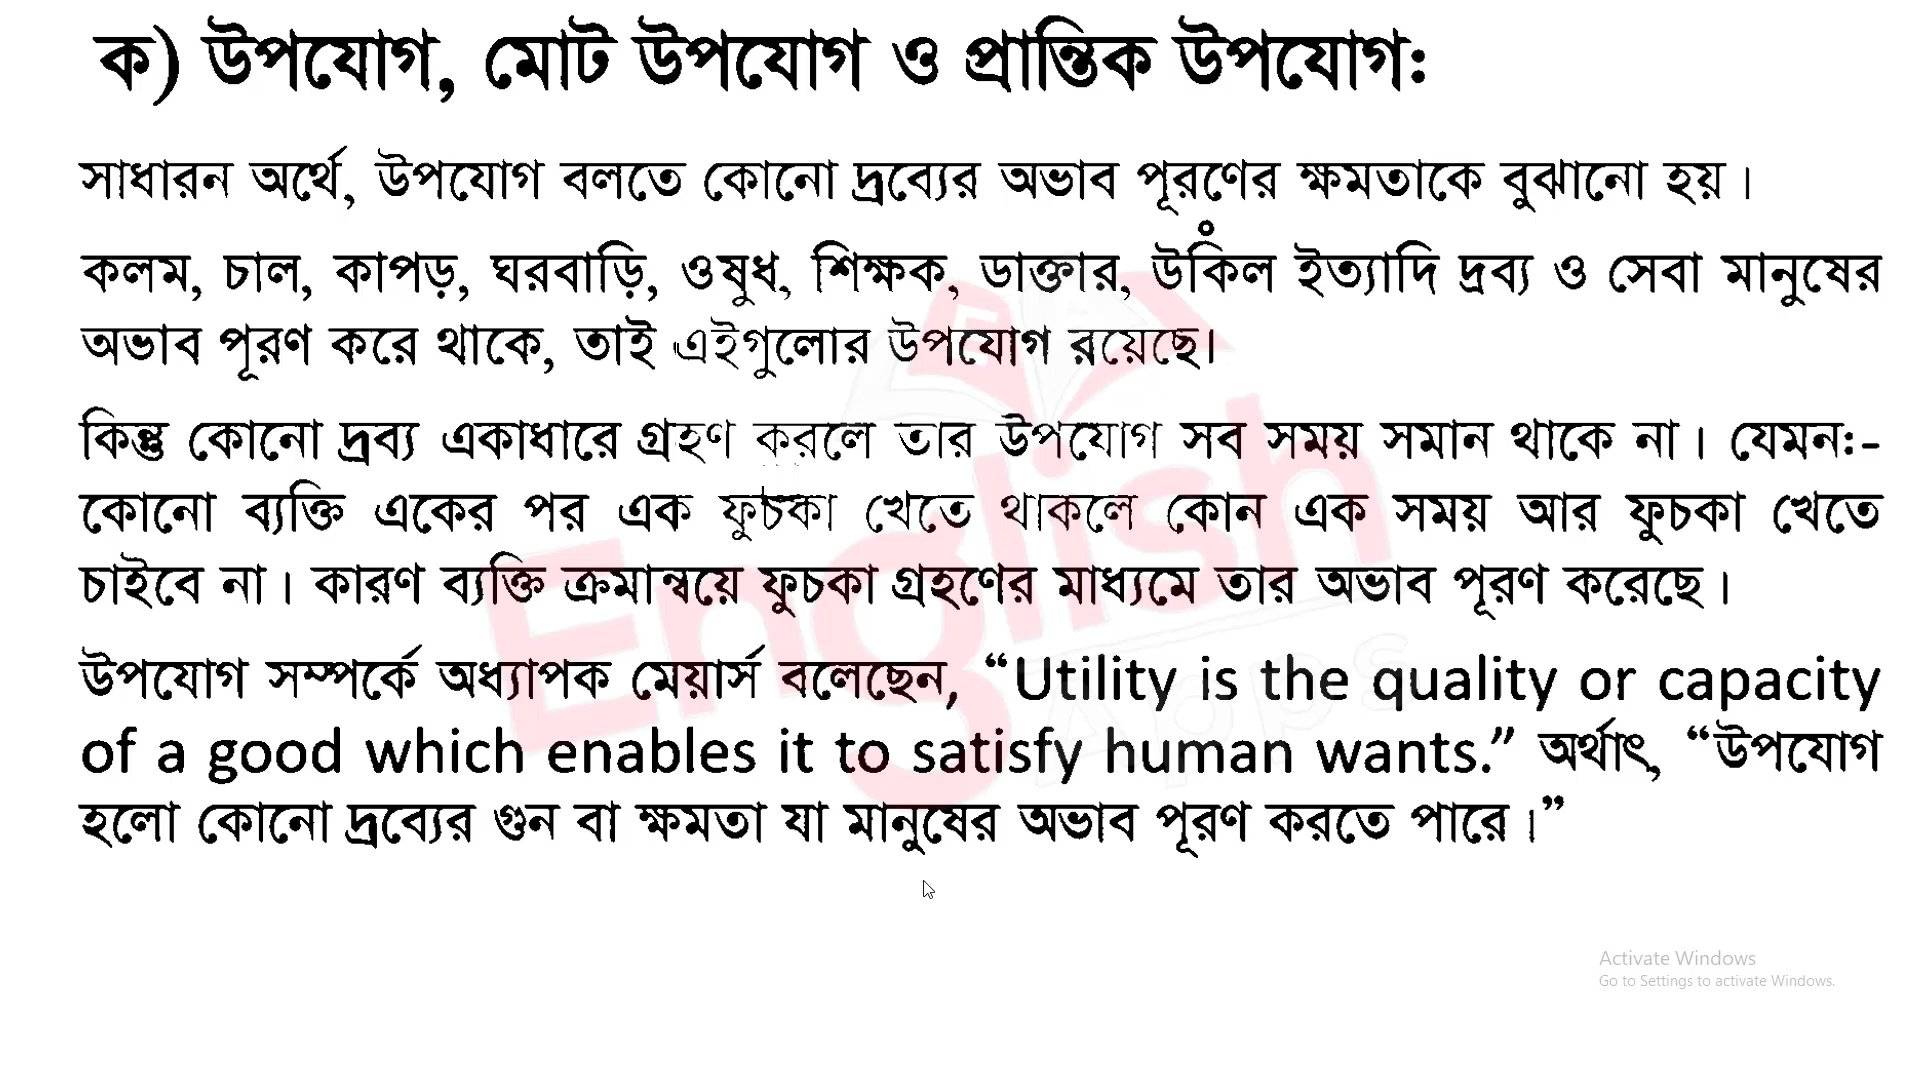 ক) উপযোগ, মোট উপযোগ ও প্রান্তিক উপযোগঃ
সাধারন অর্থে, উপযোগ বলতে কোনো দ্রব্যের অভাব পূরণের ক্ষমতাকে বুঝানো হয়।
কলম, চাল, কাপড়, ঘরবাড়ি, ওষুধ, শিক্ষক, ডাক্তার, উকিল ইত্যাদি দ্রব্য ও সেবা মানুষের
অভাব পূরণ করে থাকে, তাই এইগুলোর উপযোগ রয়েছে।
কিন্তু কোনো দ্রব্য একাধারে গ্রহণ করলে তার উপযোগ সব সময় সমান থাকে না। যেমনঃ-
কোনো ব্যক্তি একের পর এক ফুচকা খেতে থাকলে কোন এক সময় আর ফুচকা খেতে
চাইবে না। কারণ ব্যক্তি ক্রমান্বয়ে ফুচকা গ্রহণের মাধ্যমে তার অভাব পূরণ করেছে।
উপযোগ সম্পর্কে অধ্যাপক মেয়ার্স বলেছেন, “Utility is the quality or capacity
of a good which enables it to satisfy human wants.” অর্থাৎ, “উপযোগ
হলো কোনো দ্রব্যের গুন বা ক্ষমতা যা মানুষের অভাব পূরণ করতে পারে।”
English
Apps
Activate Windows
Go to Settings to activate Windows.